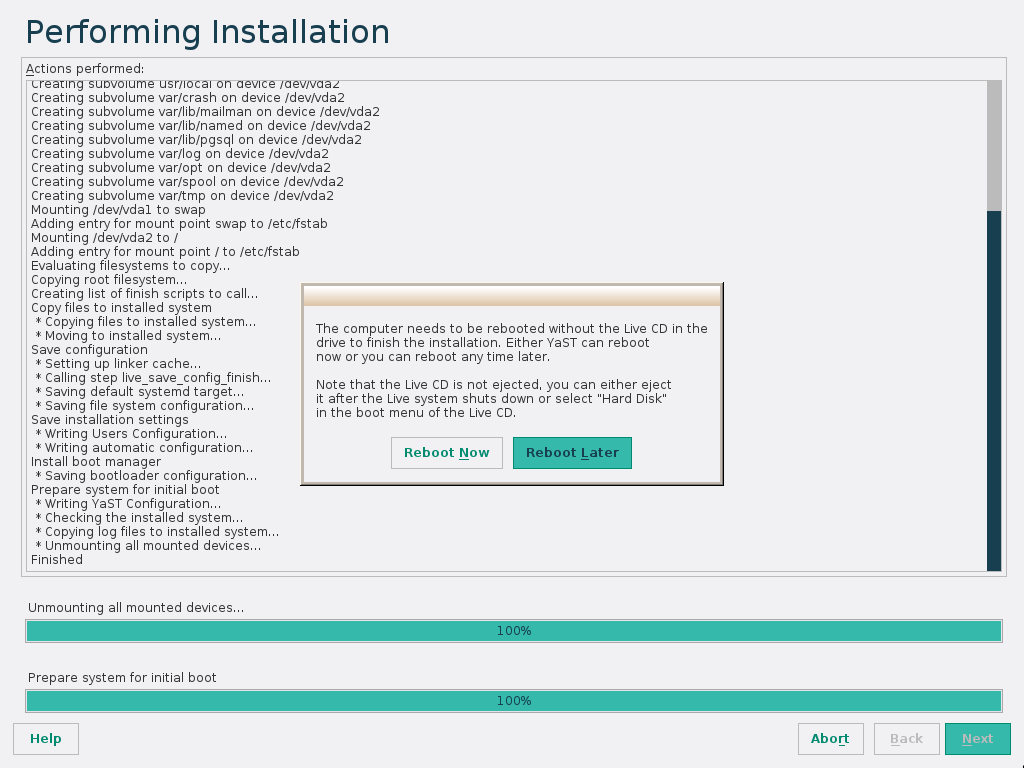 Performing Installation
Actions performed:
Creating subvolume usr/local on device /dev/vda2
Creating subvolume var/crash on device /dev/vda2
Creating subvolume var/lib/mailman on device /dev/vda2
Creating subvolume var/lib/named on device /dev/vda2
Creating subvolume var/lib/pgsql on device /dev/vda2
Creating subvolume var/log on device /dev/vda2
Creating subvolume var/opt on device /dev/vda2
Creating subvolume var/spool on device /dev/vda2
Creating subvolume var/tmp on device /dev/vda2
Mounting /dev/vda1 to swap
Adding entry for mount point swap to /etc/fstab
Mounting /dev/vda2 to /
Adding entry for mount point / to /etc/fstab
Evaluating filesystems to copy...
Copying root filesystem...
Creating list of finish scripts to call...
Copy files to installed system
* Copying files to installed system...
* Moving to installed system...
Save configuration
* Setting up linker cache...
* Calling step live_save_config_finish...
* Saving default systemd target...
* Saving file system configuration...
Save installation settings
* Writing Users Configuration...
* Writing automatic configuration...
Install boot manager
* Saving bootloader configuration...
Prepare system for initial boot
* Writing YaST Configuration...
* Checking the installed system...
* Copying log files to installed system...
* Unmounting all mounted devices...
Finished
The computer needs to be rebooted without the Live CD in the
drive to finish the installation. Either YaST can reboot
now or you can reboot any time later.
Note that the Live CD is not ejected, you can either eject
it after the Live system shuts down or select "Hard Disk"
in the boot menu of the Live CD.
Reboot Now
Reboot Later
Unmounting all mounted devices...
100%
Prepare system for initial boot
100%
Help
Abort
Back
Next